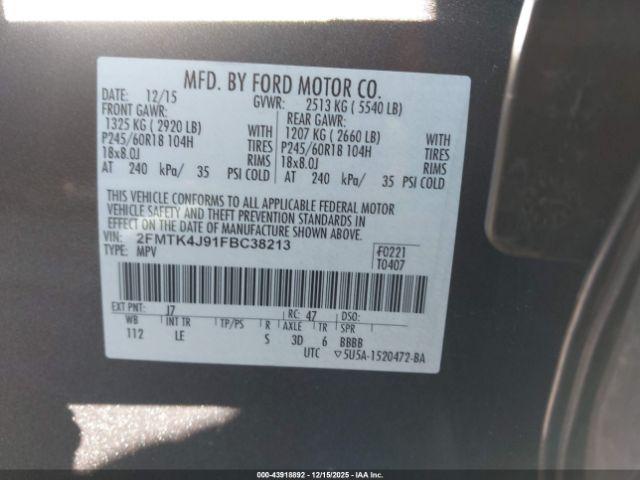 MFD. BY FORD MOTOR CO.
DATE: 12/15 GVWR: 2513 KG ( 5540 LB)
FRONT GAWR: REAR GAWR:
1325 KG ( 2920 LB) WITH 1207 KG ( 2660 LB) WITH
P245/60R18 104H TIRES P245/60R18 104H TIRES
18x8.0J RIMS 18x8.0J RIMS
AT 240 kPa/ 35 PSI COLD AT 240 kPa/ 35 PSI COLD
THIS VEHICLE CONFORMS TO ALL APPLICABLE FEDERAL MOTOR
VEHICLE SAFETY AND THEFT PREVENTION STANDARDS IN
EFFECT ON THE DATE OF MANUFACTURE SHOWN ABOVE.
VIN: 2FMTK4J91FBC38213 F0221
TYPE: MPV T0407
EXT PNT: J7 RC: 47 DSO:
WB INT TR TP/PS R AXLE TR SPR
112 LE S 3D 6 BBBB
UTC ▽5U5A-1520472-BA
000-43918892 - 12/15/2025 - IAAI, Inc.